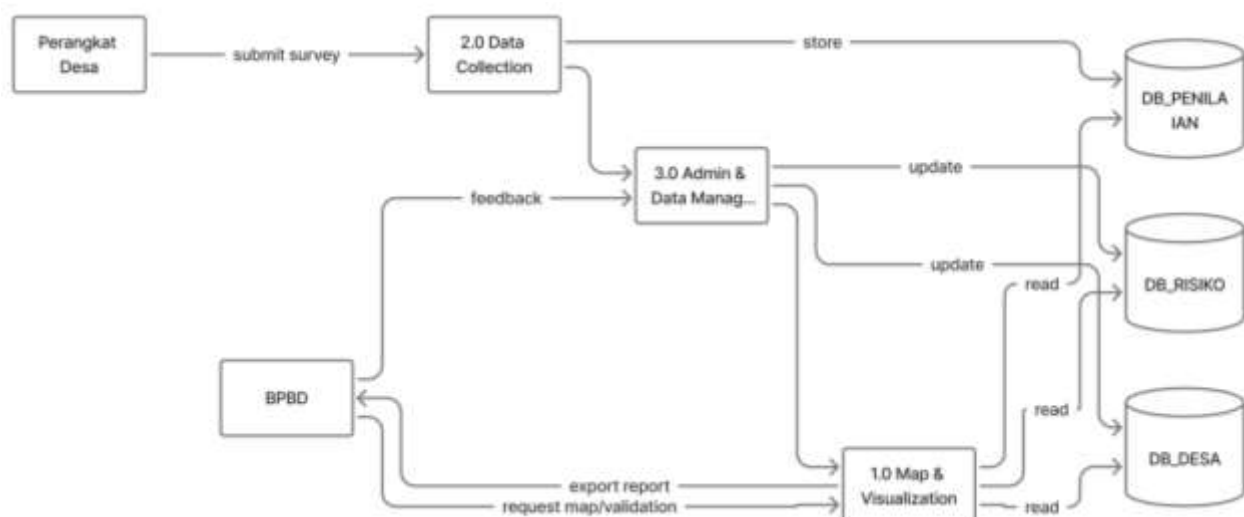 Perangkat
Desa
submit survey
2.0 Data
Collection
store
DB_PENILA
IAN
3.0 Admin &
Data Manag...
update
feedback
update
read
DB_RISIKO
BPBD
read
DB_DESA
1.0 Map &
Visualization
export report
request map/validation
read